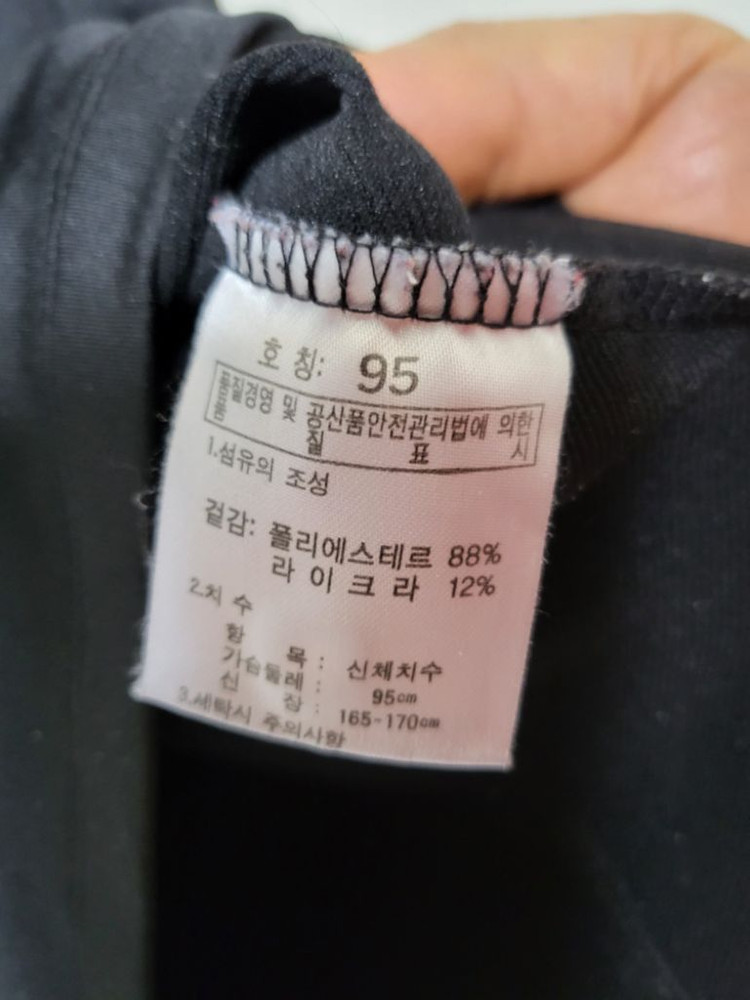 호 칭: 95
품질경영 및 공산품안전관리법에 의한
품 질 표 시
1.섬유의 조성
겉감: 폴리에스테르 88%
라 이 크 라 12%
2.치 수
항 목 : 신체치수
가슴둘레 : 95cm
신 장 : 165-170cm
3.세탁시 주의사항